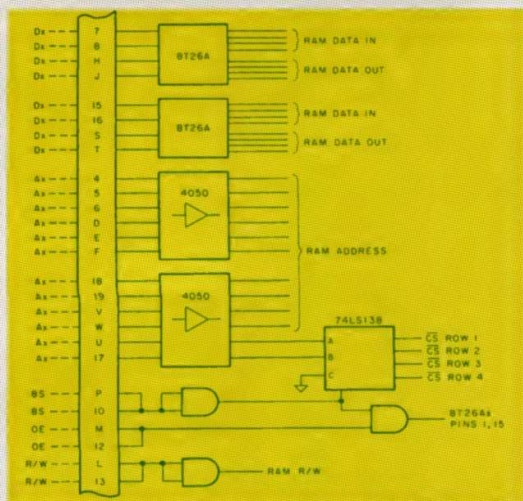 Dx 7
Dx 8
Dx H
Dx J
8T26A
RAM DATA IN
RAM DATA OUT
Dx 15
Dx 16
Dx S
Dx T
8T26A
RAM DATA IN
RAM DATA OUT
Ax 4
Ax 5
Ax 6
Ax D
Ax E
Ax F
4050
RAM ADDRESS
Ax 18
Ax 19
Ax V
Ax W
Ax U
Ax 17
4050
74LS138
A
B
C
CS ROW 1
CS ROW 2
CS ROW 3
CS ROW 4
BS P
BS 10
OE M
OE 12
R/W L
R/W 13
8T26As
PINS 1, 15
RAM R/W